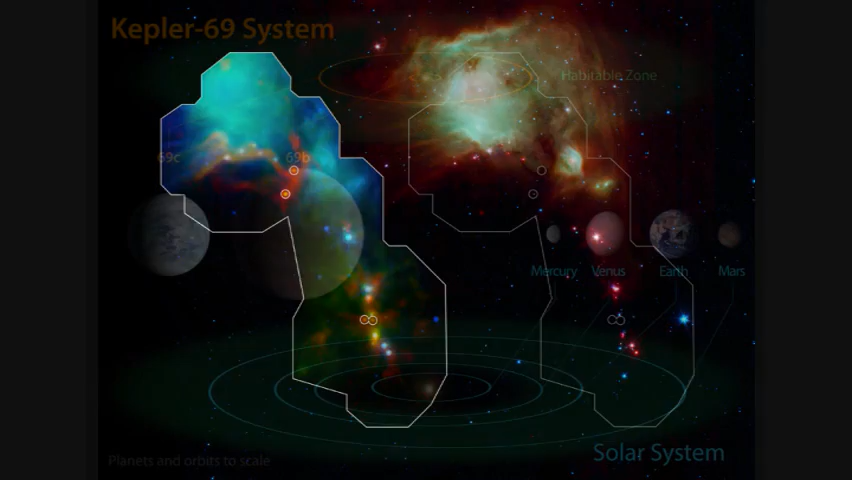 Kepler-69 System
Habitable Zone
69c
69b
Mercury
Venus
Earth
Mars
Solar System
Planets and orbits to scale